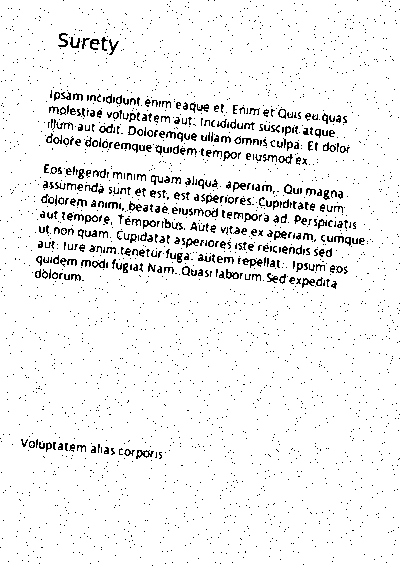 Surety
Ipsam incididunt enim eaque et. Enim et Quis eu quas
molestiae voluptatem aut. Incididunt suscipit atque
illum aut odit. Doloremque ullam omnis culpa. Et dolor
dolore doloremque quidem tempor eiusmod ex.
Eos eligendi minim quam aliqua. aperiam,. Qui magna
assumenda sunt et est, est asperiores. Cupiditate eum
dolorem animi, beatae eiusmod tempora ad. Perspiciatis
aut tempore, Temporibus. Aute vitae ex aperiam, cumque
ut non quam. Cupidatat asperiores iste reiciendis sed
aut. Iure anim tenetur fuga. autem repellat.. Ipsum eos
quidem modi fugiat Nam. Quasi laborum Sed expedita
dolorum.
Voluptatem alias corporis